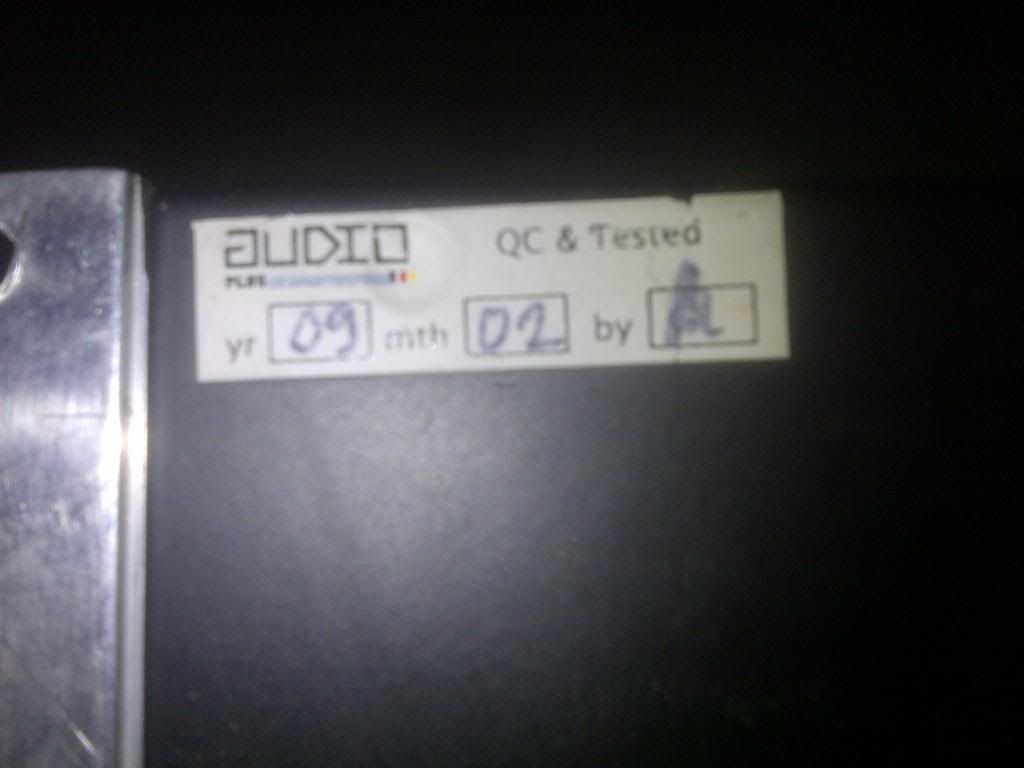 AUDIO QC & Tested
PLUS
yr 09 mth 02 by